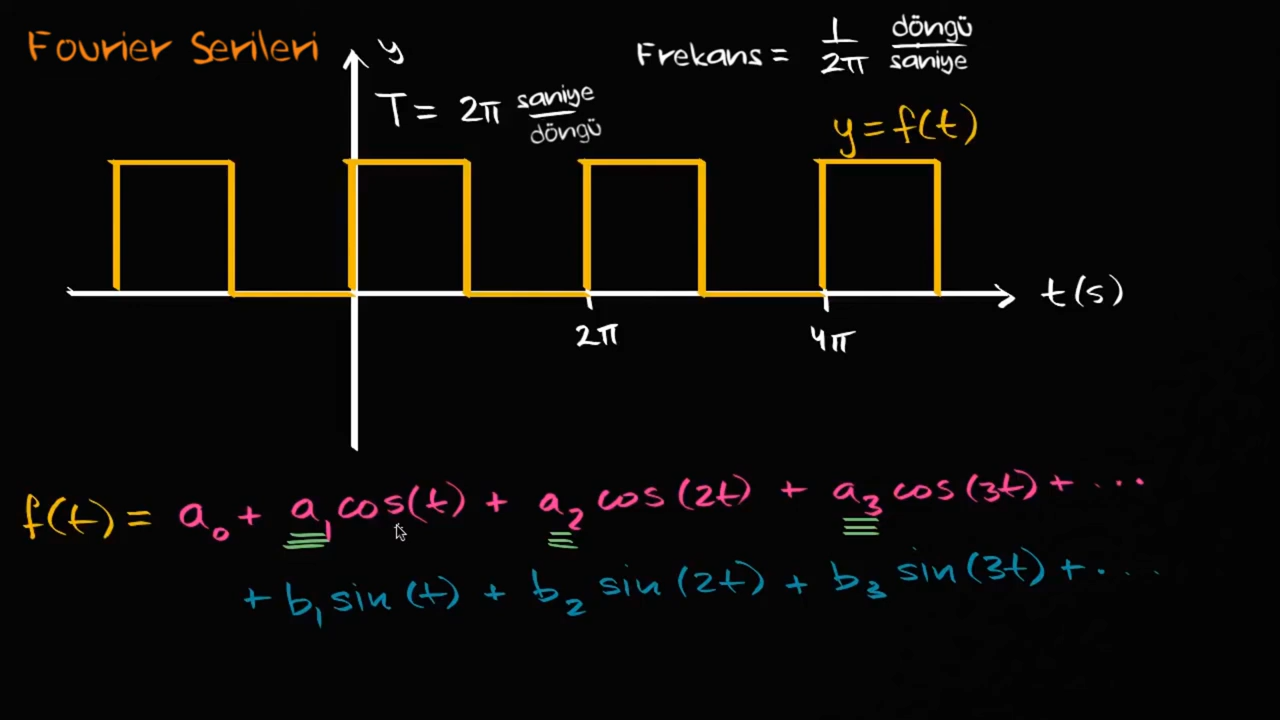 Fourier Serileri
y
Frekans = 1/2π döngü/saniye
T = 2π saniye/döngü
y = f(t)
t(s)
2π
4π
f(t) = a₀ + a₁ cos(t) + a₂ cos(2t) + a₃ cos(3t) + ...
+ b₁ sin(t) + b₂ sin(2t) + b₃ sin(3t) + ....